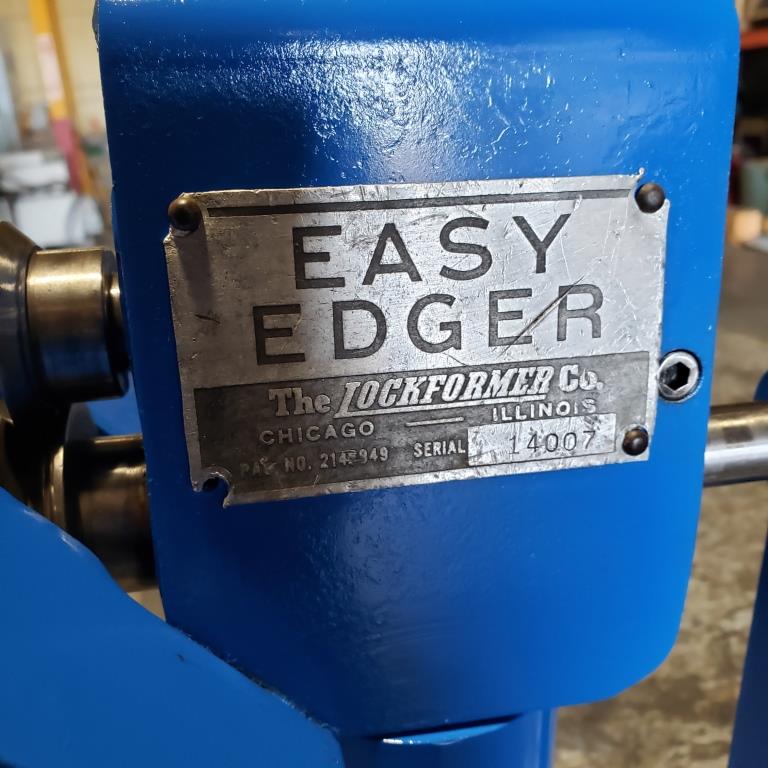 EASY
EDGER
The LOCKFORMER Co.
CHICAGO — ILLINOIS
PAT. NO. SERIAL 14007